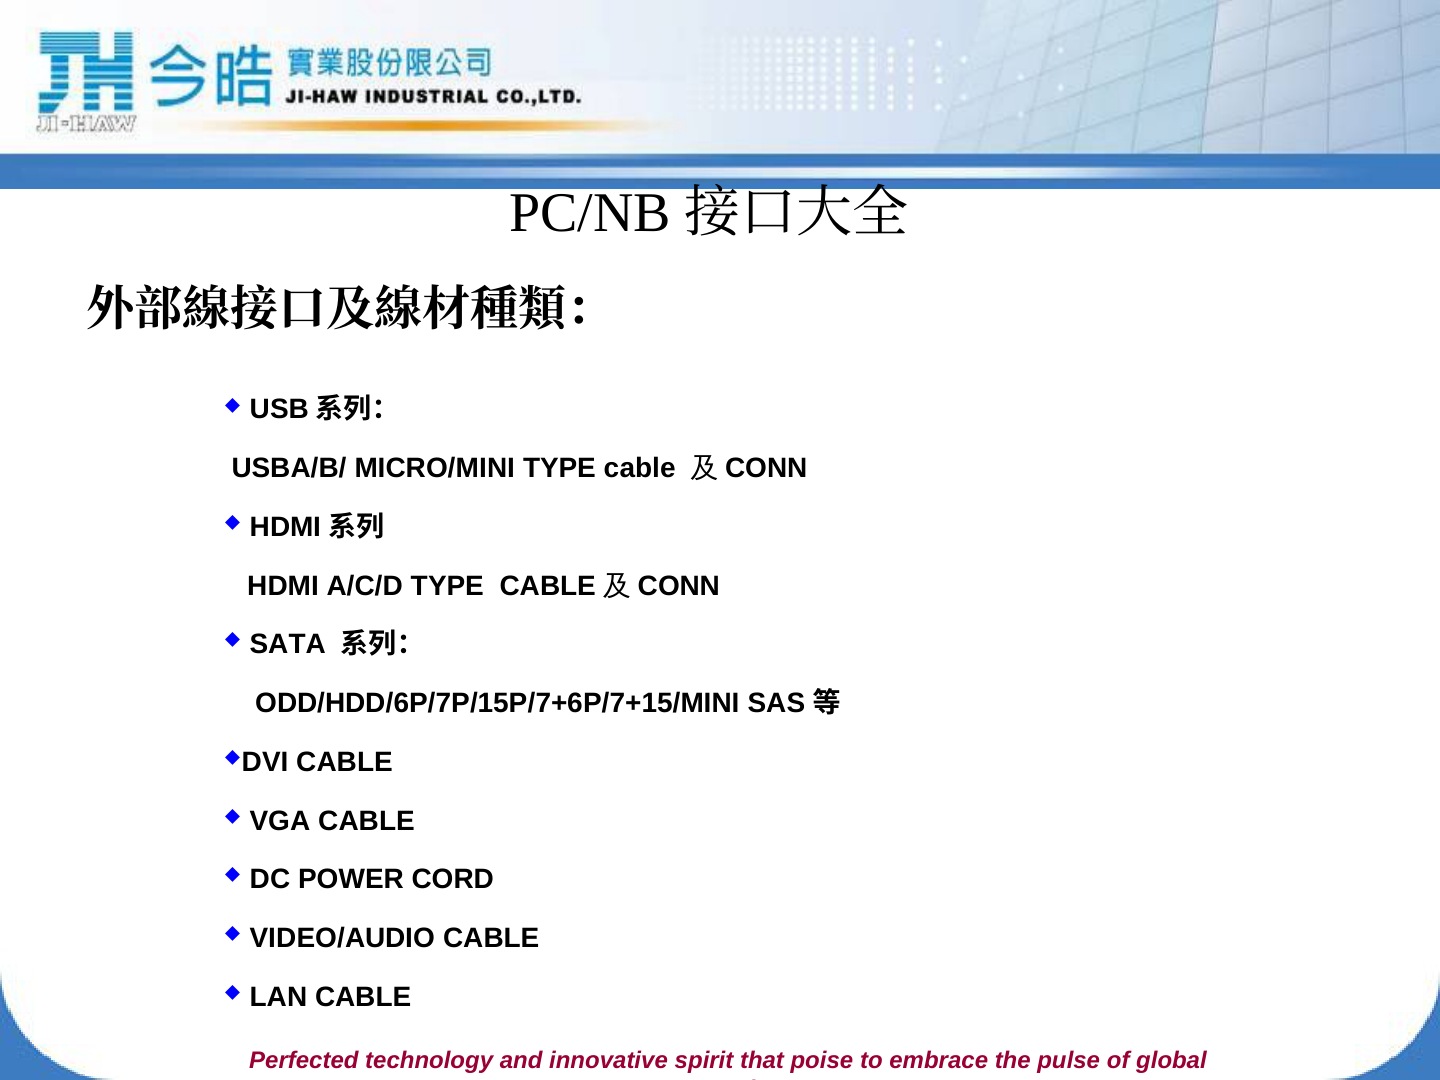 今皓 實業股份限公司
JI-HAW INDUSTRIAL CO.,LTD.
JI-HAW
PC/NB 接口大全
外部線接口及線材種類：
USB 系列：
USBA/B/ MICRO/MINI TYPE cable 及 CONN
HDMI 系列
HDMI A/C/D TYPE CABLE 及 CONN
SATA 系列：
ODD/HDD/6P/7P/15P/7+6P/7+15/MINI SAS 等
DVI CABLE
VGA CABLE
DC POWER CORD
VIDEO/AUDIO CABLE
LAN CABLE
Perfected technology and innovative spirit that poise to embrace the pulse of global